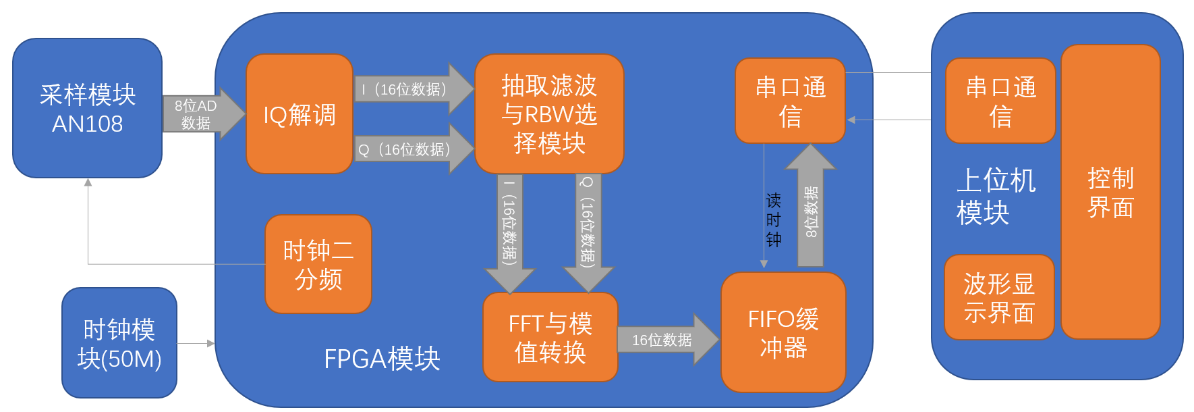 采样模块
AN108
8位AD
数据
IQ解调
I（16位数据）
Q（16位数据）
抽取滤波
与RBW选
择模块
I（16位数据）
Q（16位数据）
时钟二
分频
时钟模
块(50M)
FPGA模块
FFT与模
值转换
16位数据
FIFO缓
冲器
8位数据
读
时
钟
串口通
信
串口通
信
上位机
模块
波形显
示界面
控制
界面